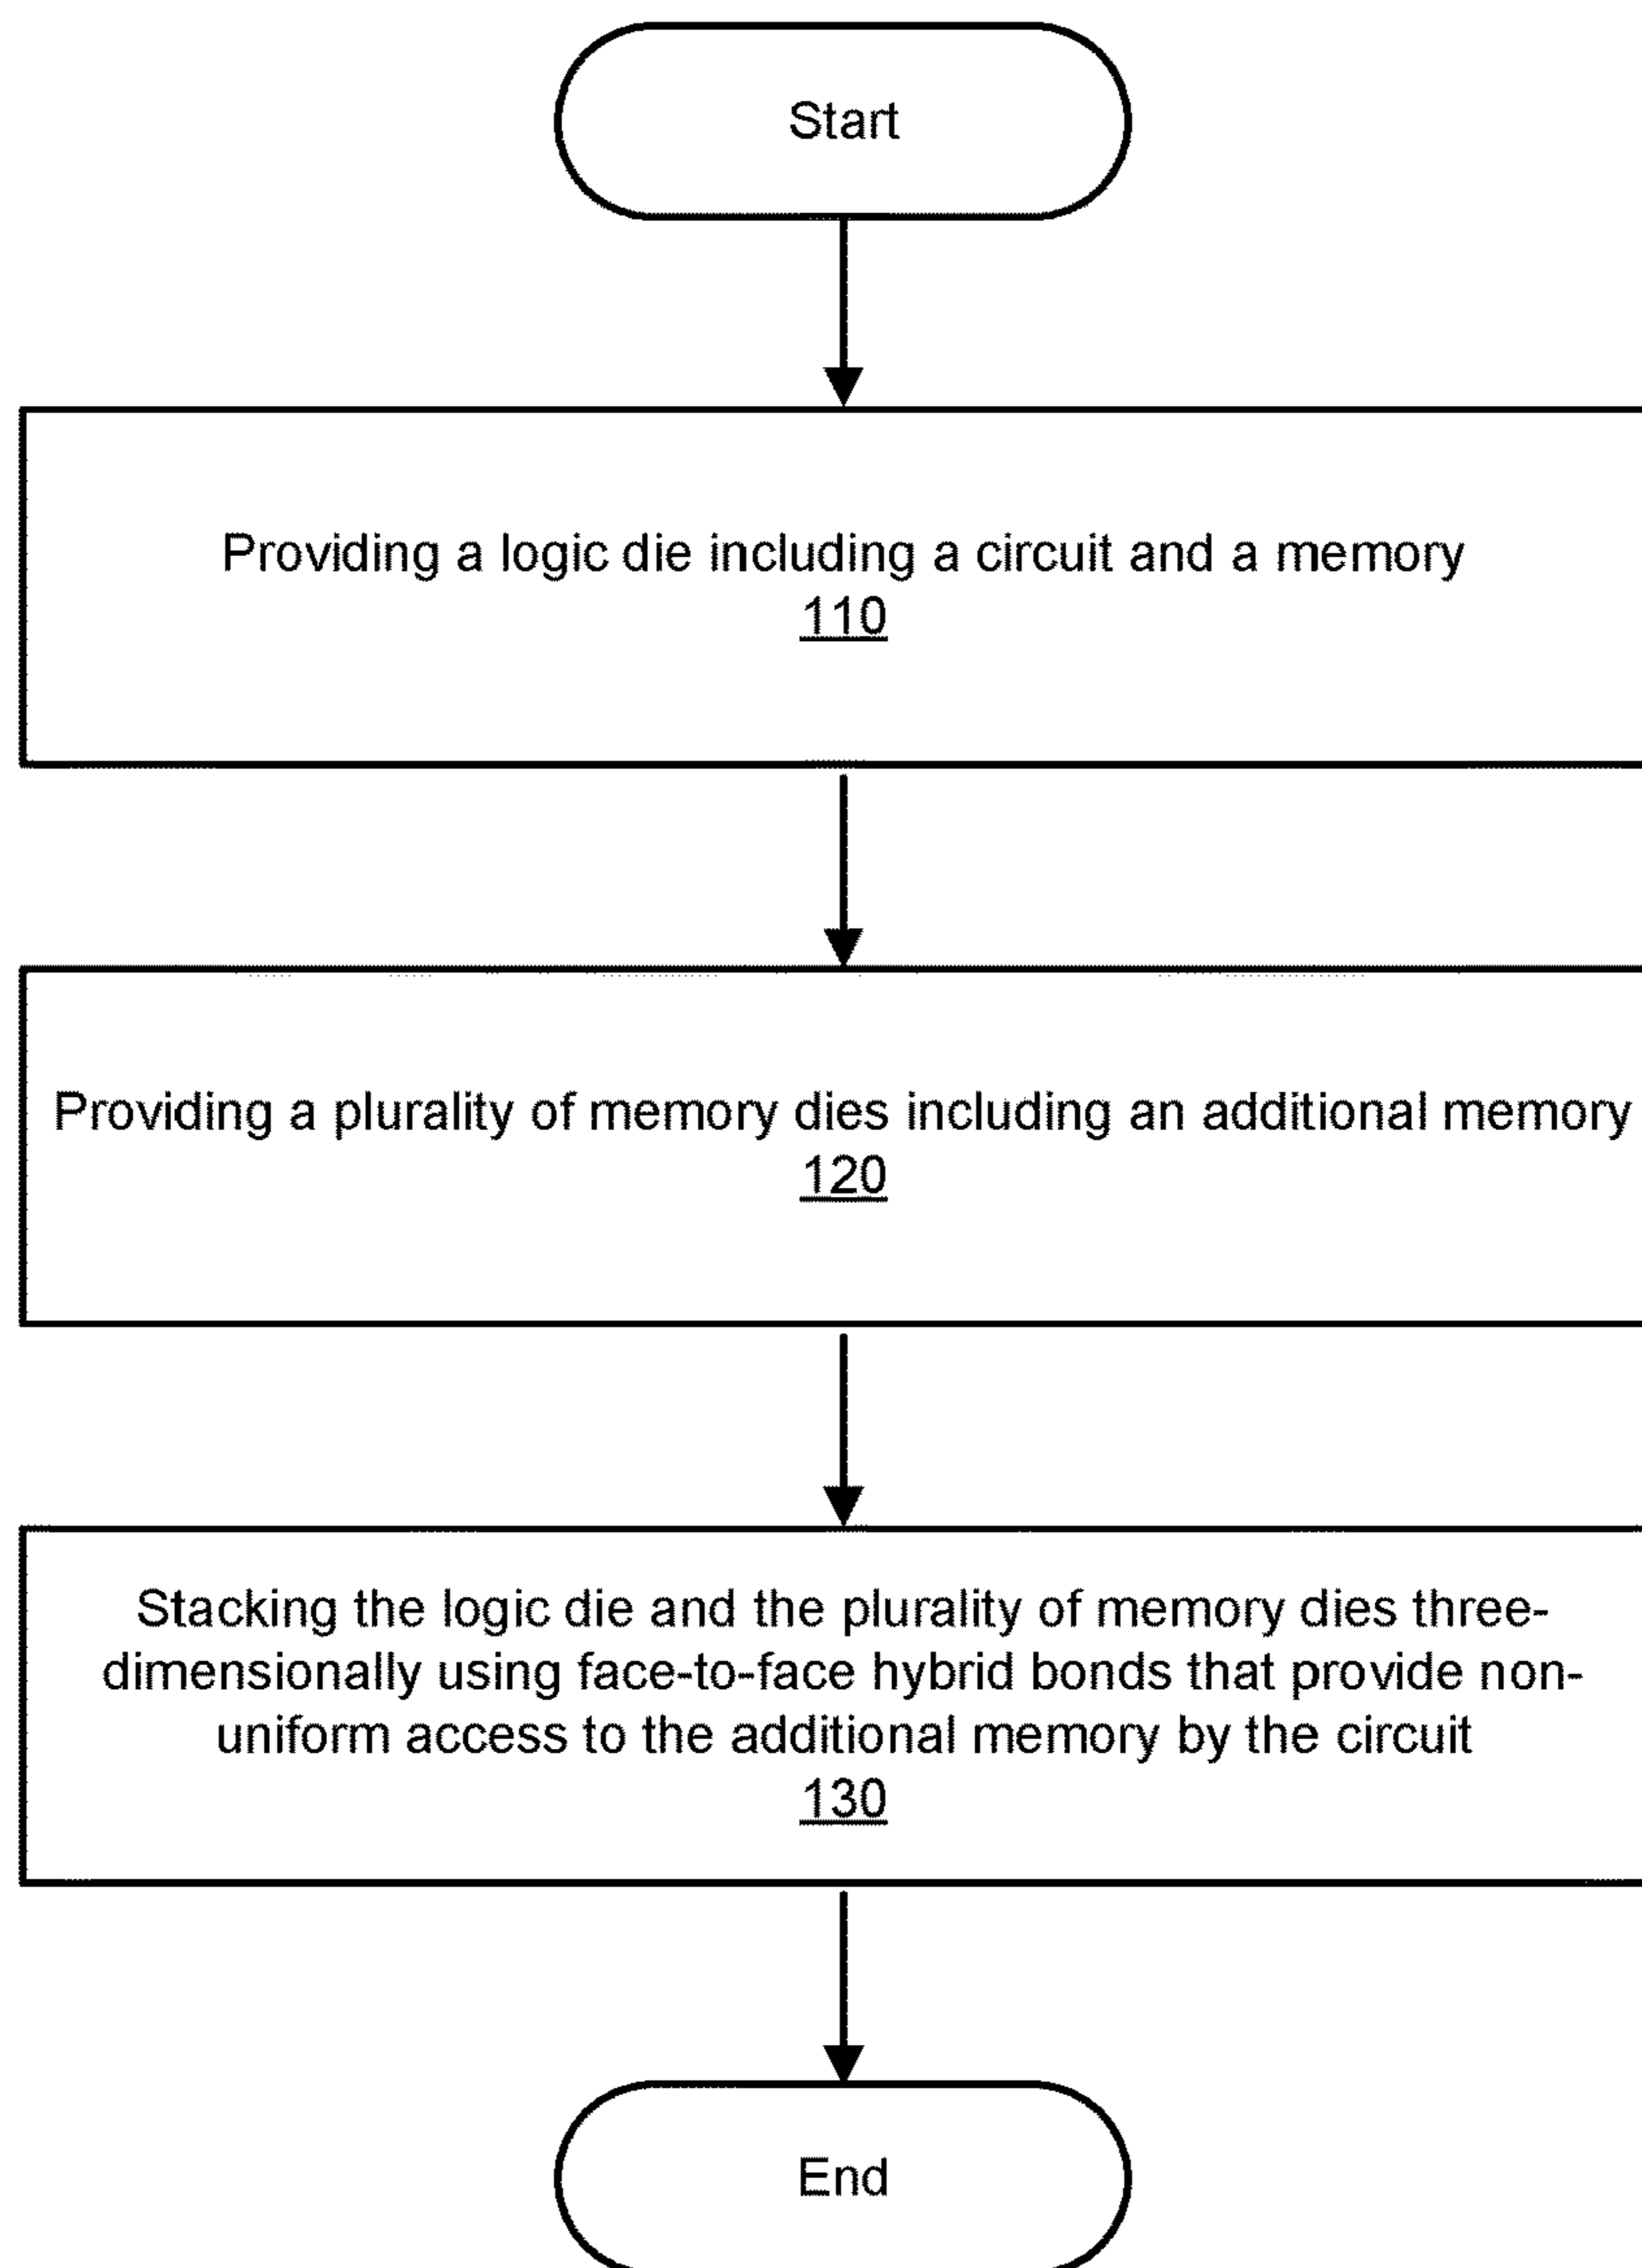 Start
Providing a logic die including a circuit and a memory
110
Providing a plurality of memory dies including an additional memory
120
Stacking the logic die and the plurality of memory dies three-
dimensionally using face-to-face hybrid bonds that provide non-
uniform access to the additional memory by the circuit
130
End